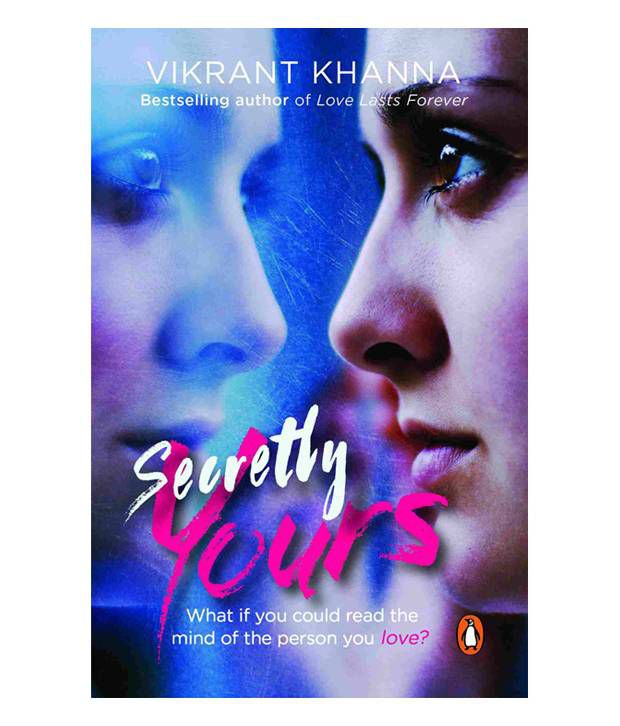 VIKRANT KHANNA
Bestselling author of Love Lasts Forever
Secretly
Yours
What if you could read the
mind of the person you love?